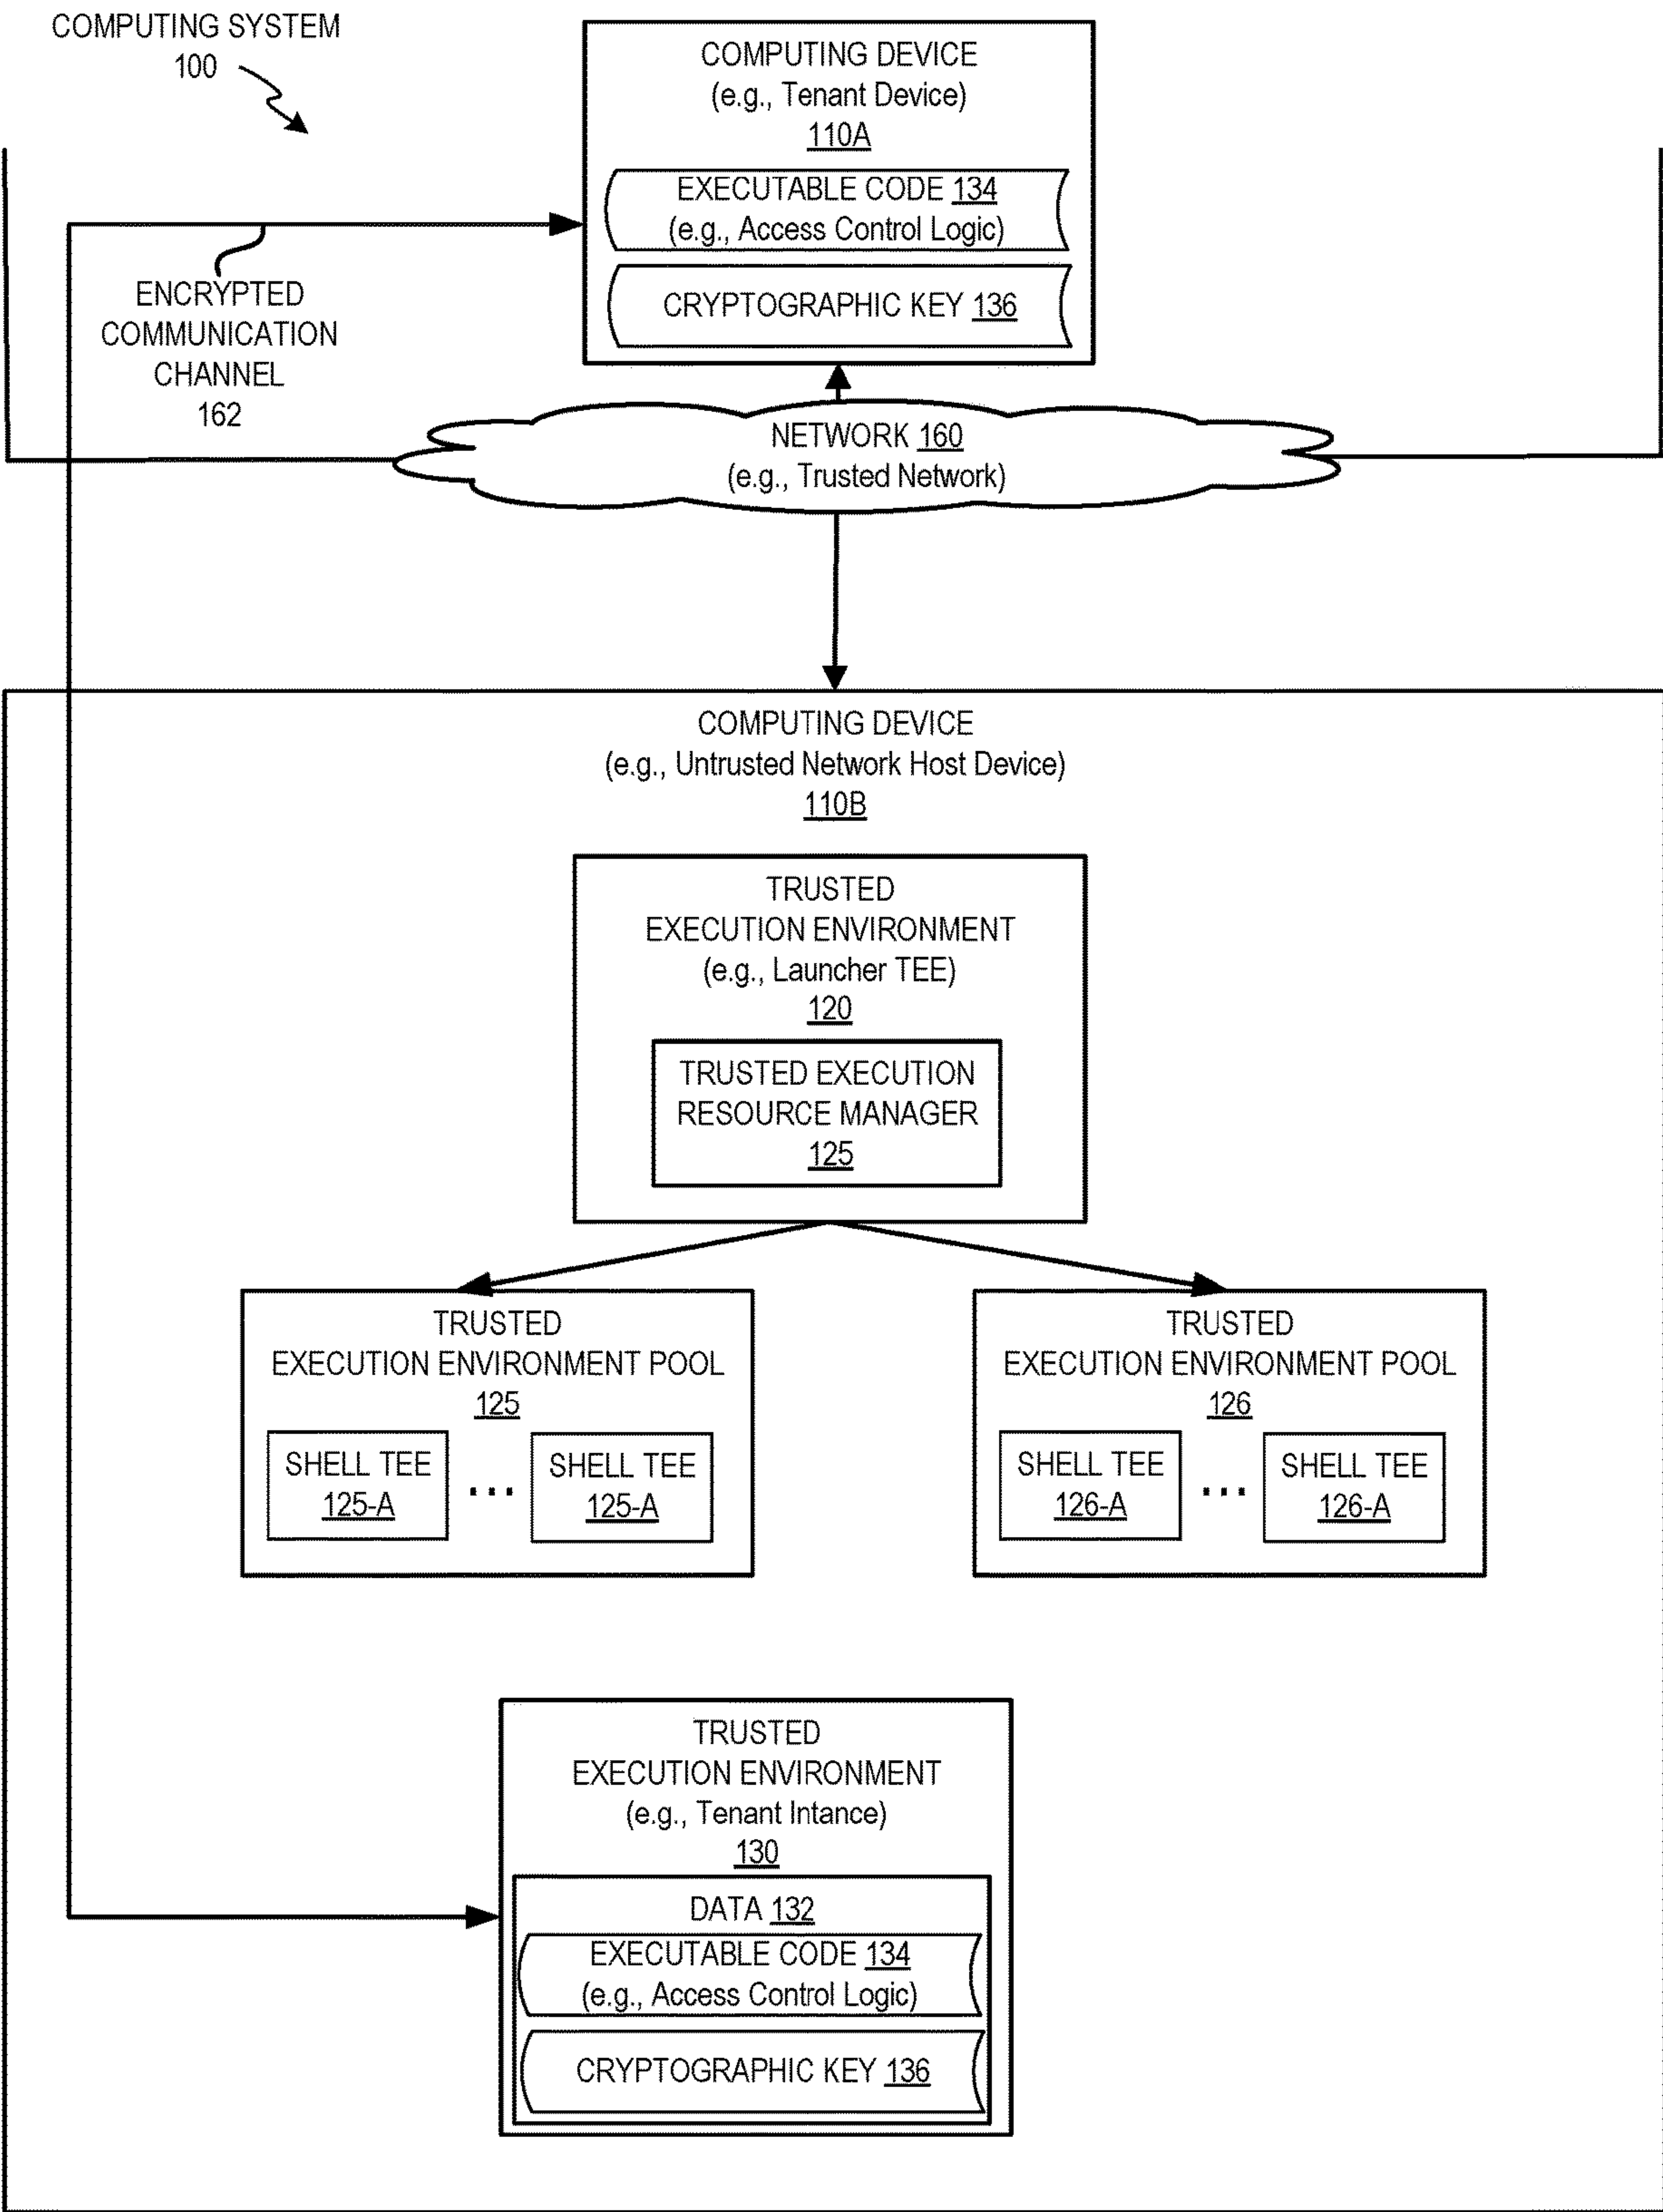 COMPUTING SYSTEM
100
COMPUTING DEVICE
(e.g., Tenant Device)
110A
EXECUTABLE CODE 134
(e.g., Access Control Logic)
CRYPTOGRAPHIC KEY 136
ENCRYPTED
COMMUNICATION
CHANNEL
162
NETWORK 160
(e.g., Trusted Network)
COMPUTING DEVICE
(e.g., Untrusted Network Host Device)
110B
TRUSTED
EXECUTION ENVIRONMENT
(e.g., Launcher TEE)
120
TRUSTED EXECUTION
RESOURCE MANAGER
125
TRUSTED
EXECUTION ENVIRONMENT POOL
125
SHELL TEE
125-A
...
SHELL TEE
125-A
TRUSTED
EXECUTION ENVIRONMENT POOL
126
SHELL TEE
126-A
...
SHELL TEE
126-A
TRUSTED
EXECUTION ENVIRONMENT
(e.g., Tenant Intance)
130
DATA 132
EXECUTABLE CODE 134
(e.g., Access Control Logic)
CRYPTOGRAPHIC KEY 136